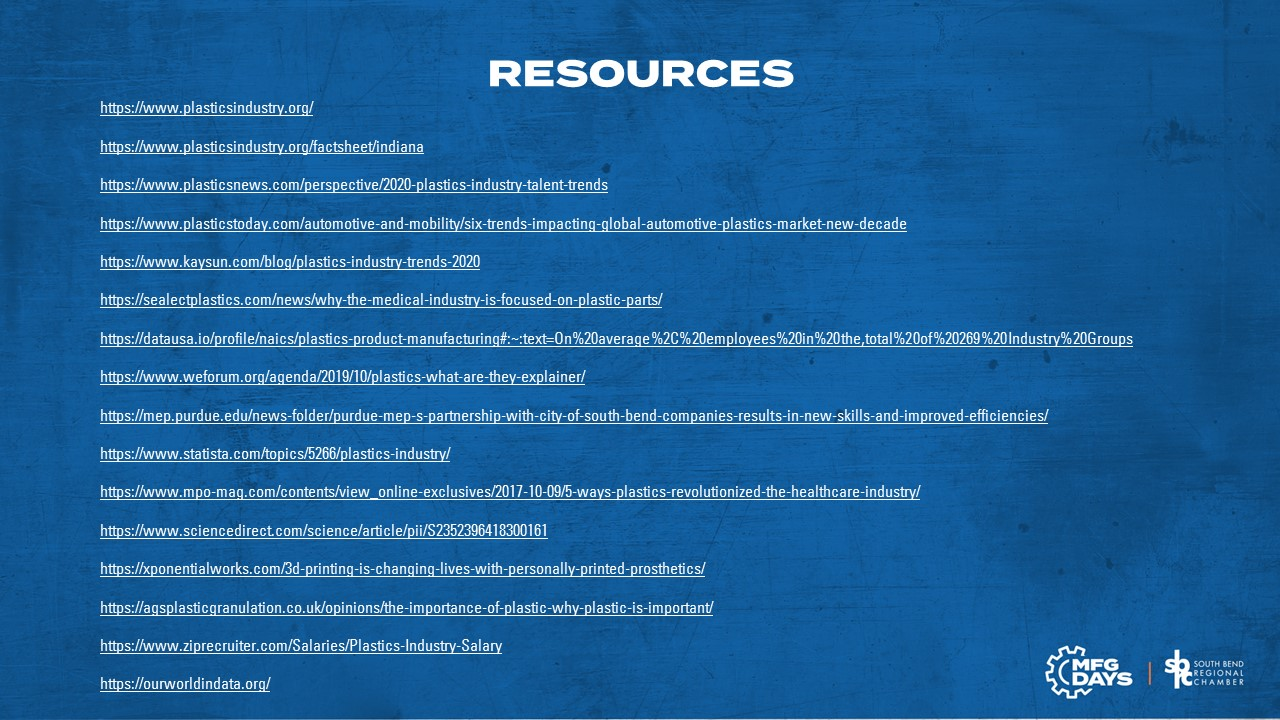 RESOURCES
https://www.plasticsindustry.org/
https://www.plasticsindustry.org/factsheet/indiana
https://www.plasticsnews.com/perspective/2020-plastics-industry-talent-trends
https://www.plasticstoday.com/automotive-and-mobility/six-trends-impacting-global-automotive-plastics-market-new-decade
https://www.kaysun.com/blog/plastics-industry-trends-2020
https://sealectplastics.com/news/why-the-medical-industry-is-focused-on-plastic-parts/
https://datausa.io/profile/naics/plastics-product-manufacturing#:~:text=On%20average%2C%20employees%20in%20the,total%20of%20269%20Industry%20Groups
https://www.weforum.org/agenda/2019/10/plastics-what-are-they-explainer/
https://mep.purdue.edu/news-folder/purdue-mep-s-partnership-with-city-of-south-bend-companies-results-in-new-skills-and-improved-efficiencies/
https://www.statista.com/topics/5266/plastics-industry/
https://www.mpo-mag.com/contents/view_online-exclusives/2017-10-09/5-ways-plastics-revolutionized-the-healthcare-industry/
https://www.sciencedirect.com/science/article/pii/S2352396418300161
https://xponentialworks.com/3d-printing-is-changing-lives-with-personally-printed-prosthetics/
https://agsplasticgranulation.co.uk/opinions/the-importance-of-plastic-why-plastic-is-important/
https://www.ziprecruiter.com/Salaries/Plastics-Industry-Salary
https://ourworldindata.org/
MFG
DAYS
sbrc
SOUTH BEND
REGIONAL
CHAMBER